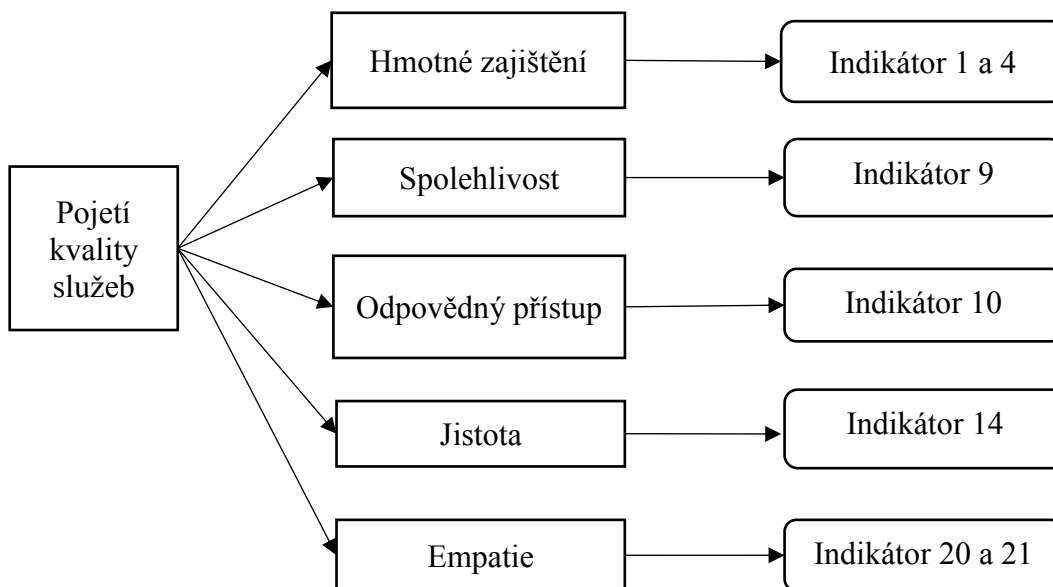 Pojetí
kvality
služeb
Hmotné zajištění
Indikátor 1 a 4
Spolehlivost
Indikátor 9
Odpovědný přístup
Indikátor 10
Jistota
Indikátor 14
Empatie
Indikátor 20 a 21